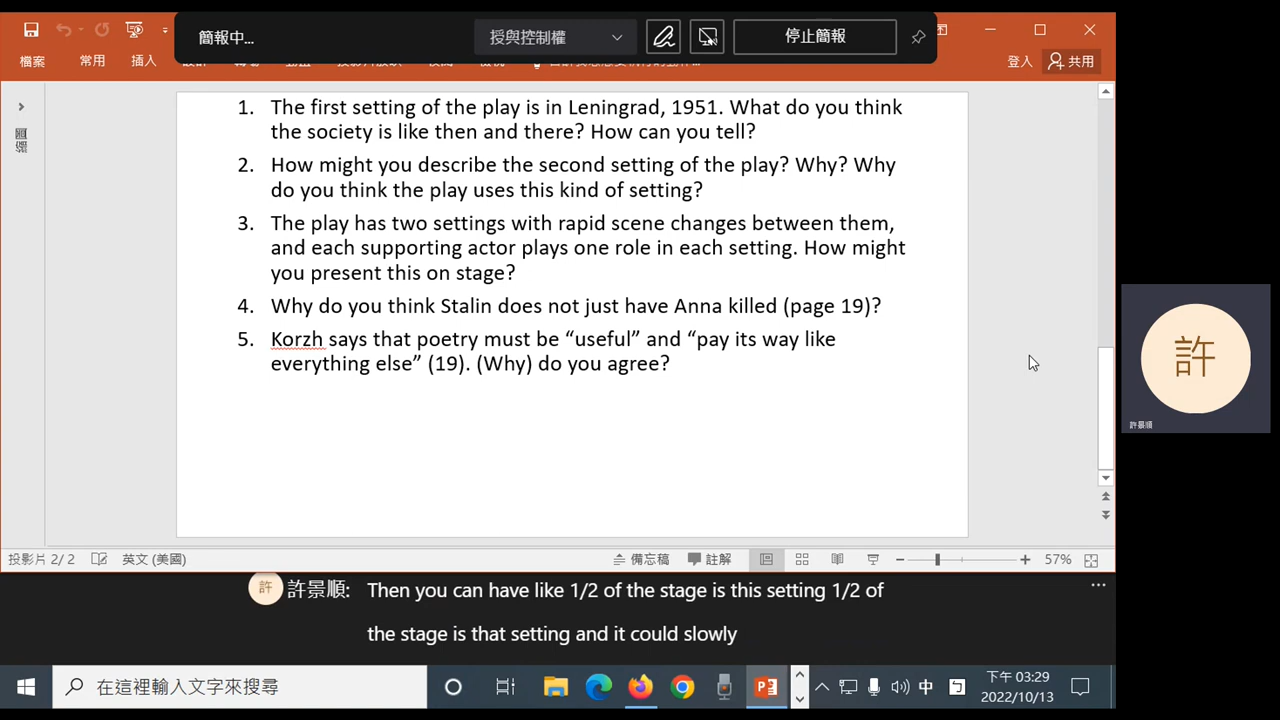 簡報中...
授與控制權
停止簡報
檔案
常用
插入
登入
共用
1. The first setting of the play is in Leningrad, 1951. What do you think
the society is like then and there? How can you tell?
2. How might you describe the second setting of the play? Why? Why
do you think the play uses this kind of setting?
3. The play has two settings with rapid scene changes between them,
and each supporting actor plays one role in each setting. How might
you present this on stage?
4. Why do you think Stalin does not just have Anna killed (page 19)?
5. Korzh says that poetry must be “useful” and “pay its way like
everything else” (19). (Why) do you agree?
許
許景順
投影片 2/ 2
英文 (美國)
備忘稿
註解
57%
許
許景順:
Then you can have like 1/2 of the stage is this setting 1/2 of
the stage is that setting and it could slowly
在這裡輸入文字來搜尋
中
下午 03:29
2022/10/13